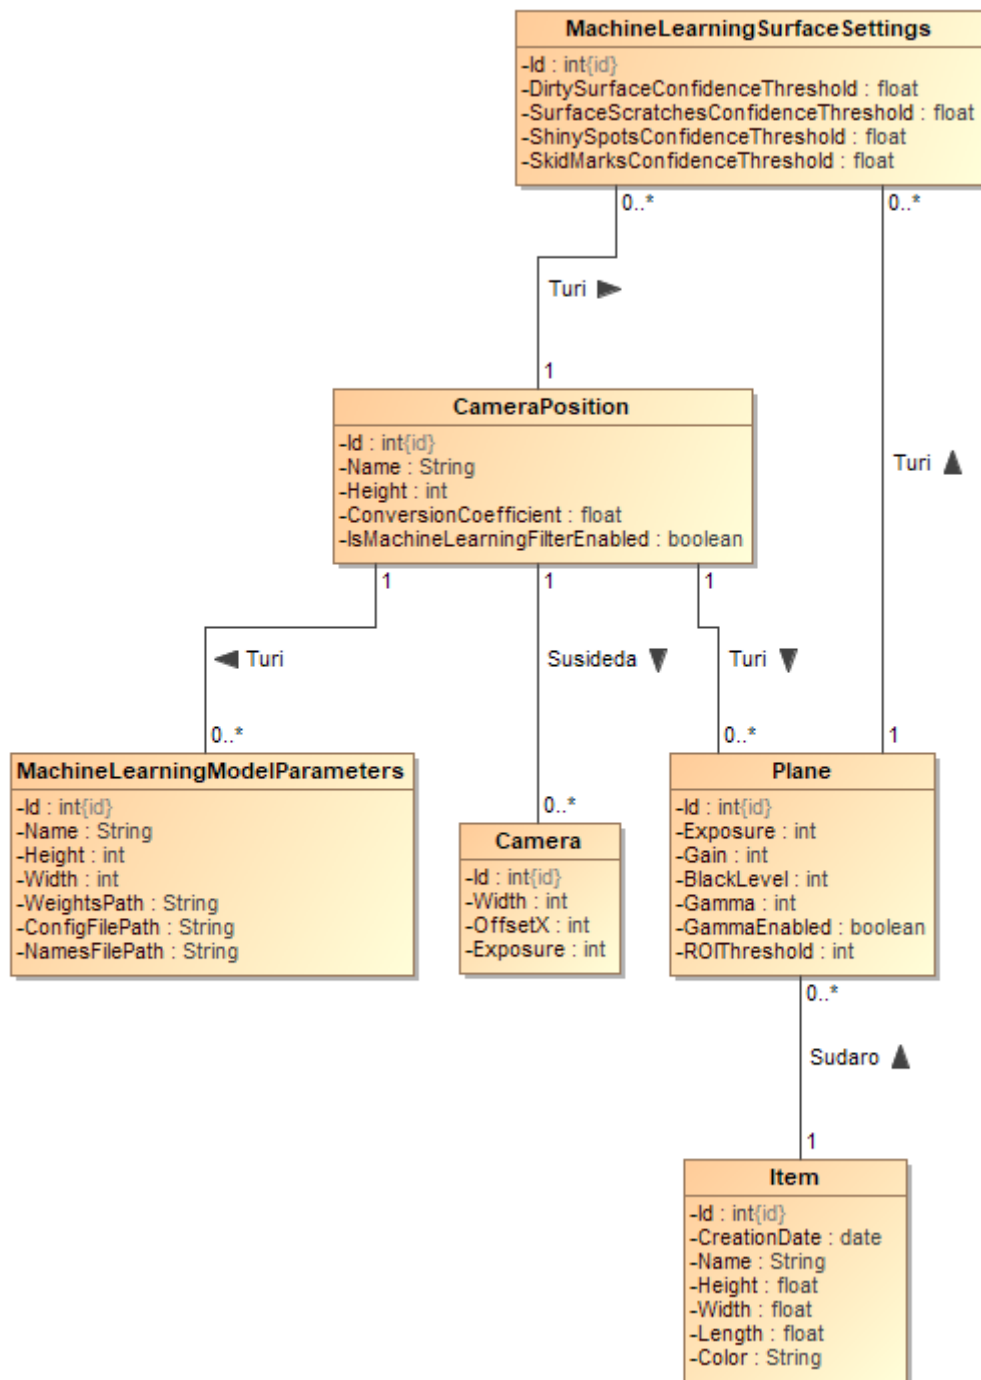 MachineLearningSurfaceSettings
-Id : int{id}
-DirtySurfaceConfidenceThreshold : float
-SurfaceScratchesConfidenceThreshold : float
-ShinySpotsConfidenceThreshold : float
-SkidMarksConfidenceThreshold : float
0..*
0..*
Turi
1
CameraPosition
-Id : int{id}
-Name : String
-Height : int
-ConversionCoefficient : float
-IsMachineLearningFilterEnabled : boolean
Turi
1
1
1
Turi
Susideda
Turi
0..*
0..*
1
MachineLearningModelParameters
-Id : int{id}
-Name : String
-Height : int
-Width : int
-WeightsPath : String
-ConfigFilePath : String
-NamesFilePath : String
0..*
Camera
-Id : int{id}
-Width : int
-OffsetX : int
-Exposure : int
Plane
-Id : int{id}
-Exposure : int
-Gain : int
-BlackLevel : int
-Gamma : int
-GammaEnabled : boolean
-ROIThreshold : int
0..*
Sudaro
1
Item
-Id : int{id}
-CreationDate : date
-Name : String
-Height : float
-Width : float
-Length : float
-Color : String